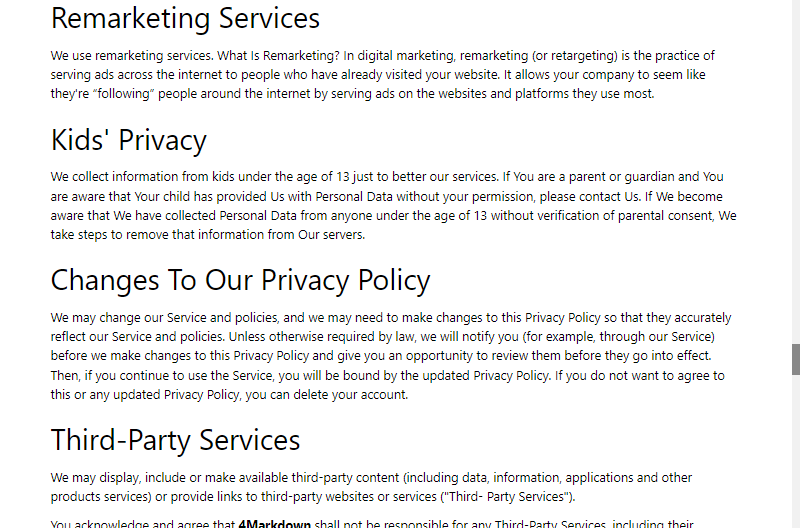 Remarketing Services
We use remarketing services. What Is Remarketing? In digital marketing, remarketing (or retargeting) is the practice of
serving ads across the internet to people who have already visited your website. It allows your company to seem like
they're “following” people around the internet by serving ads on the websites and platforms they use most.
Kids' Privacy
We collect information from kids under the age of 13 just to better our services. If You are a parent or guardian and You
are aware that Your child has provided Us with Personal Data without your permission, please contact Us. If We become
aware that We have collected Personal Data from anyone under the age of 13 without verification of parental consent, We
take steps to remove that information from Our servers.
Changes To Our Privacy Policy
We may change our Service and policies, and we may need to make changes to this Privacy Policy so that they accurately
reflect our Service and policies. Unless otherwise required by law, we will notify you (for example, through our Service)
before we make changes to this Privacy Policy and give you an opportunity to review them before they go into effect.
Then, if you continue to use the Service, you will be bound by the updated Privacy Policy. If you do not want to agree to
this or any updated Privacy Policy, you can delete your account.
Third-Party Services
We may display, include or make available third-party content (including data, information, applications and other
products services) or provide links to third-party websites or services ("Third- Party Services").
You acknowledge and agree that 4Markdown shall not be responsible for any Third-Party Services, including their